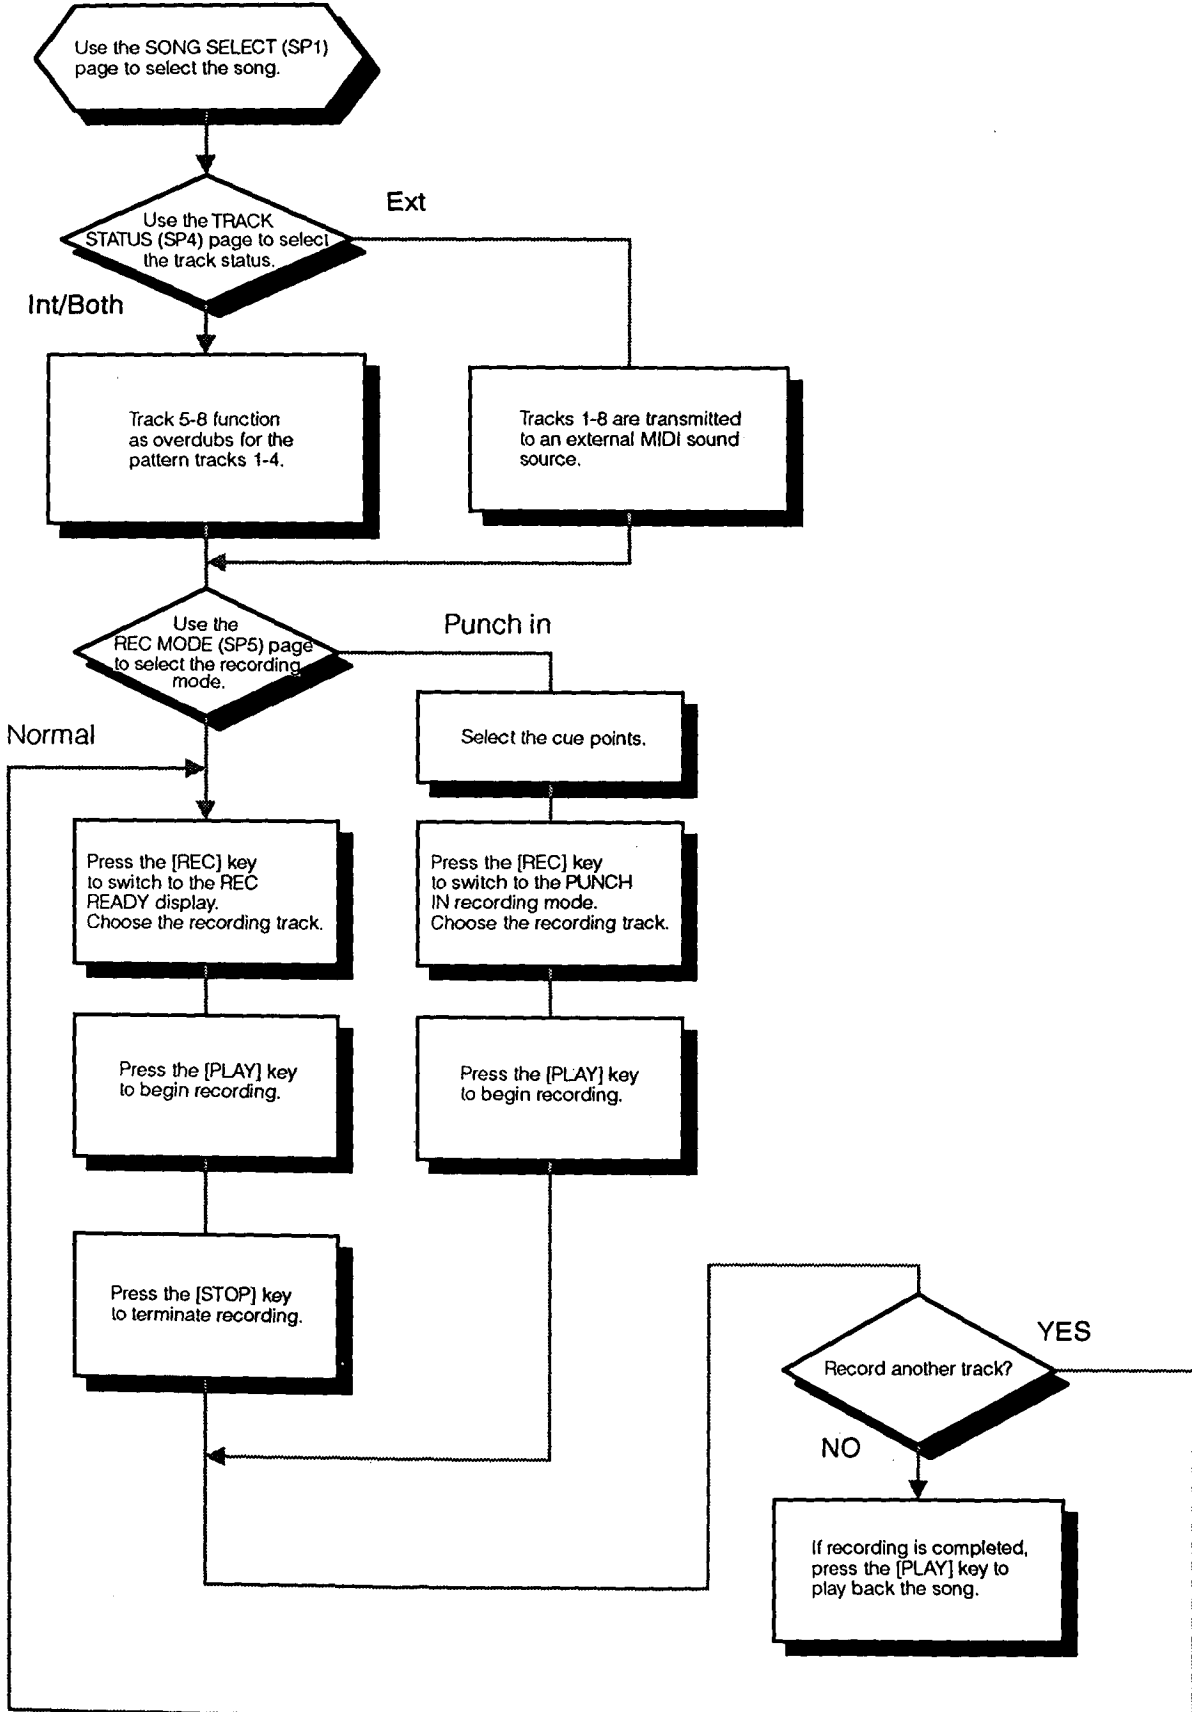 Use the SONG SELECT (SP1)
page to select the song.
Ext
Use the TRACK
STATUS (SP4) page to select
the track status.
Int/Both
Track 5-8 function
as overdubs for the
pattern tracks 1-4.
Tracks 1-8 are transmitted
to an external MIDI sound
source.
Use the
REC MODE (SP5) page
to select the recording
mode.
Punch in
Normal
Select the cue points.
Press the [REC] key
to switch to the REC
READY display.
Choose the recording track.
Press the [REC] key
to switch to the PUNCH
IN recording mode.
Choose the recording track.
Press the [PLAY] key
to begin recording.
Press the [PLAY] key
to begin recording.
Press the [STOP] key
to terminate recording.
Record another track?
YES
NO
If recording is completed,
press the [PLAY] key to
play back the song.